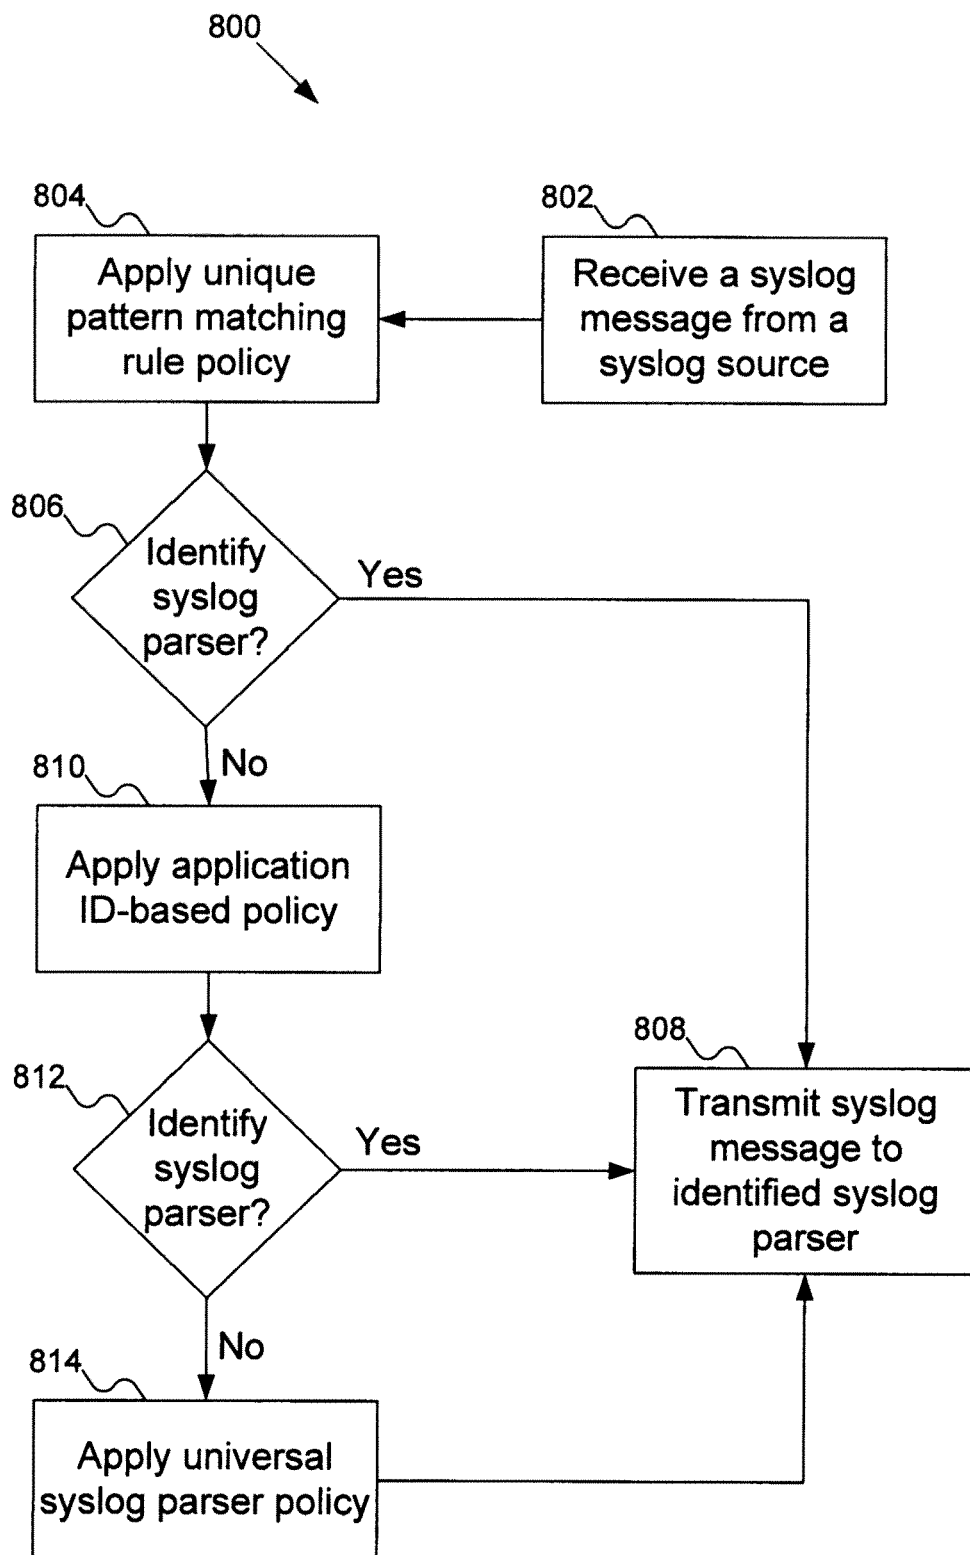 800
804
Apply unique
pattern matching
rule policy
802
Receive a syslog
message from a
syslog source
806
Identify
syslog
parser?
Yes
No
810
Apply application
ID-based policy
812
Identify
syslog
parser?
Yes
808
Transmit syslog
message to
identified syslog
parser
No
814
Apply universal
syslog parser policy